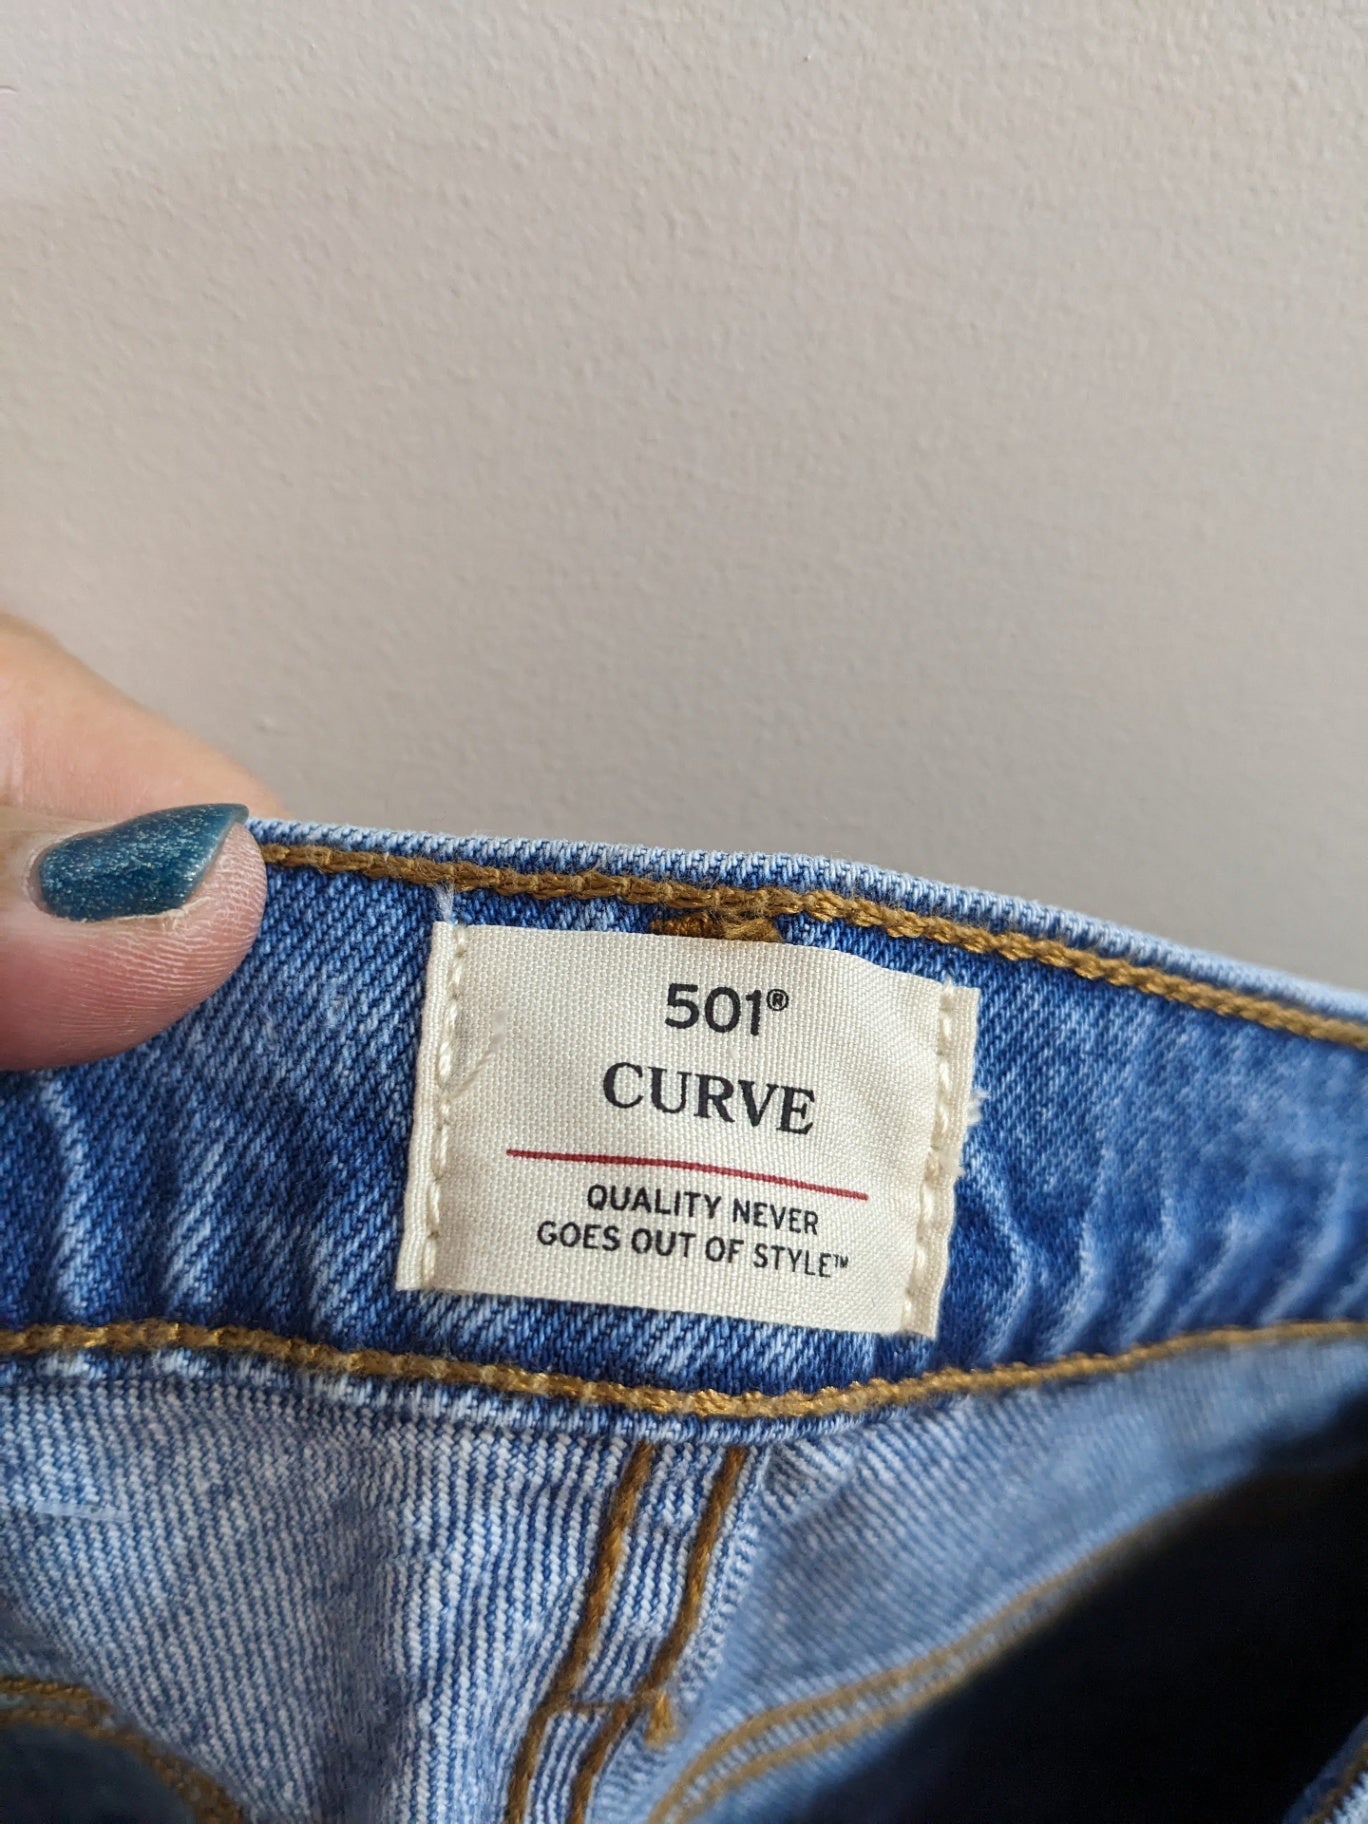 501®
CURVE
QUALITY NEVER
GOES OUT OF STYLE™